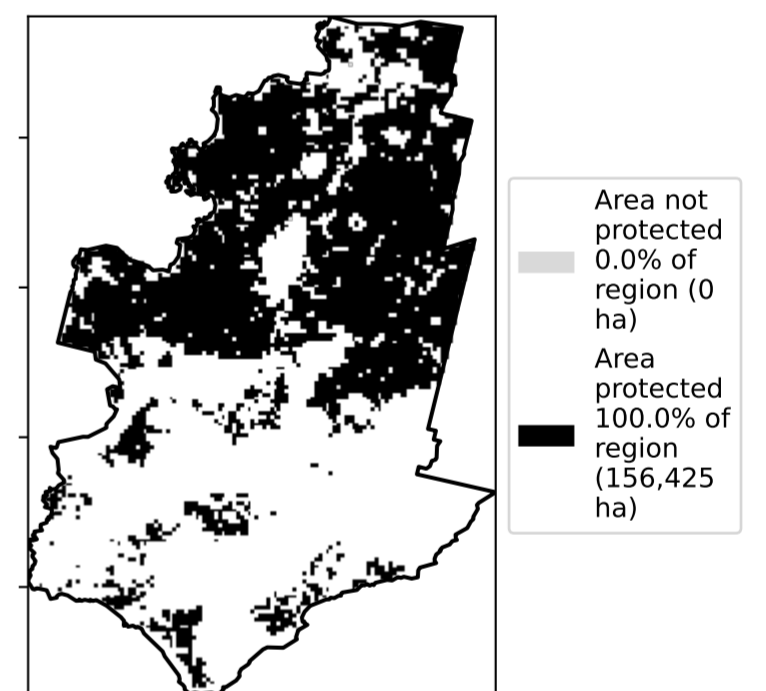 Area not
protected
0.0% of
region (0
ha)
Area
protected
100.0% of
region
(156,425
ha)